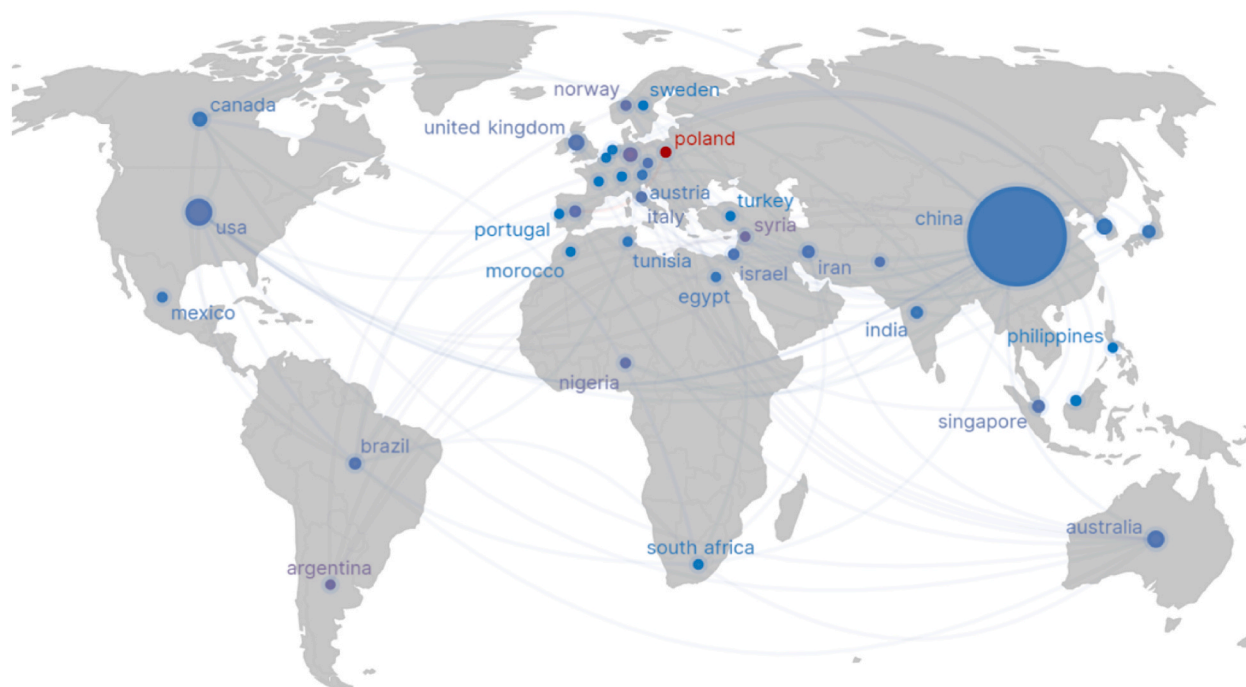 norway
sweden
canada
united kingdom
poland
austria
turkey
china
usa
italy
syria
portugal
morocco
tunisia
israel
iran
egypt
mexico
india
philippines
nigeria
singapore
brazil
australia
south africa
argentina